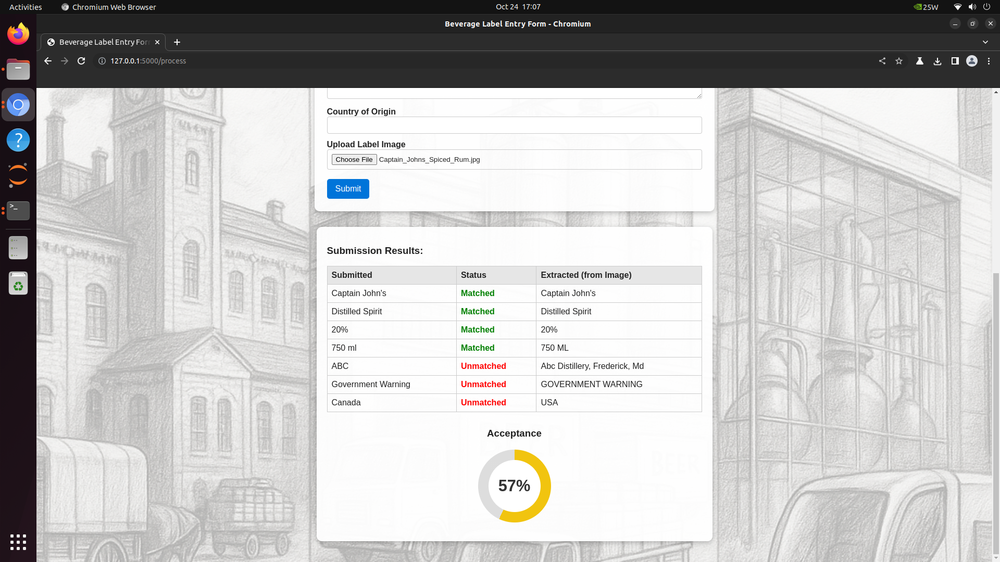 Activities
Chromium Web Browser
Oct 24 17:07
25W
Beverage Label Entry Form - Chromium
Beverage Label Entry For
127.0.0.1:5000/process
Country of Origin
Upload Label Image
Choose File Captain_Johns_Spiced_Rum.jpg
Submit
Submission Results:
Submitted Status Extracted (from Image)
Captain John's Matched Captain John's
Distilled Spirit Matched Distilled Spirit
20% Matched 20%
750 ml Matched 750 ML
ABC Unmatched Abc Distillery, Frederick, Md
Government Warning Unmatched GOVERNMENT WARNING
Canada Unmatched USA
Acceptance
BEER
BEER
57%